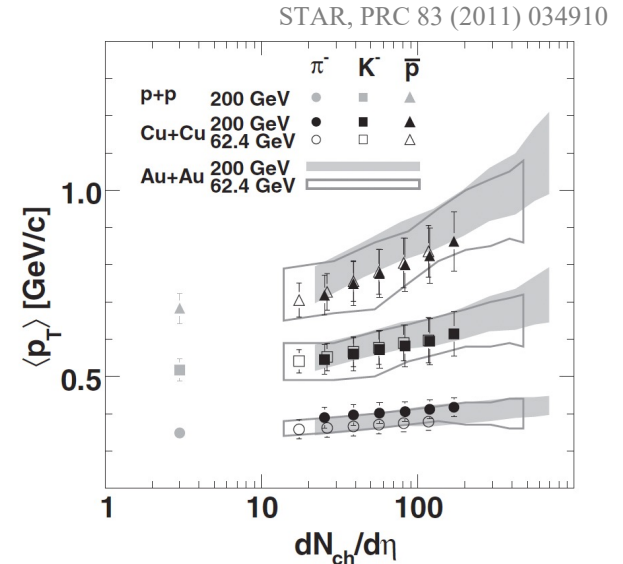 STAR, PRC 83 (2011) 034910
π⁻ K⁻ p̅
p+p 200 GeV
Cu+Cu 200 GeV
62.4 GeV
Au+Au 200 GeV
62.4 GeV
⟨p_T⟩ [GeV/c]
1.0
0.5
1 10 100
dN_ch/dη